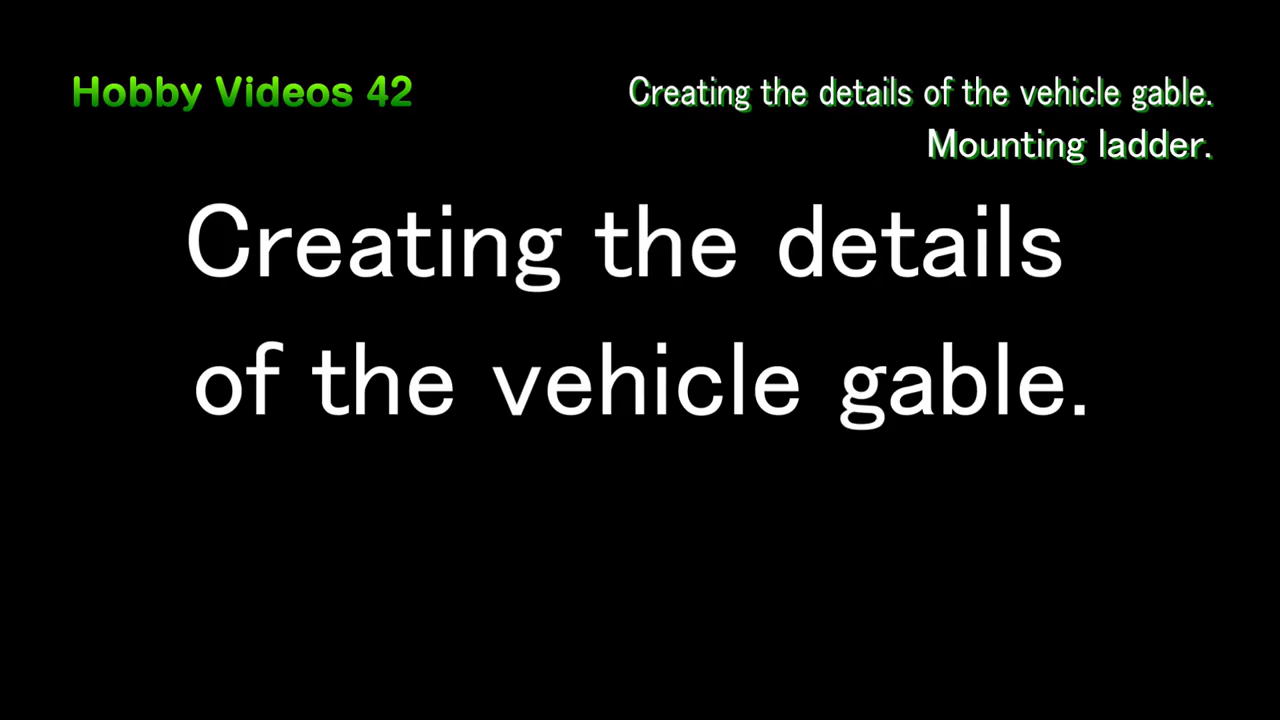 Hobby Videos 42
Creating the details of the vehicle gable.
Mounting ladder.
Creating the details
of the vehicle gable.